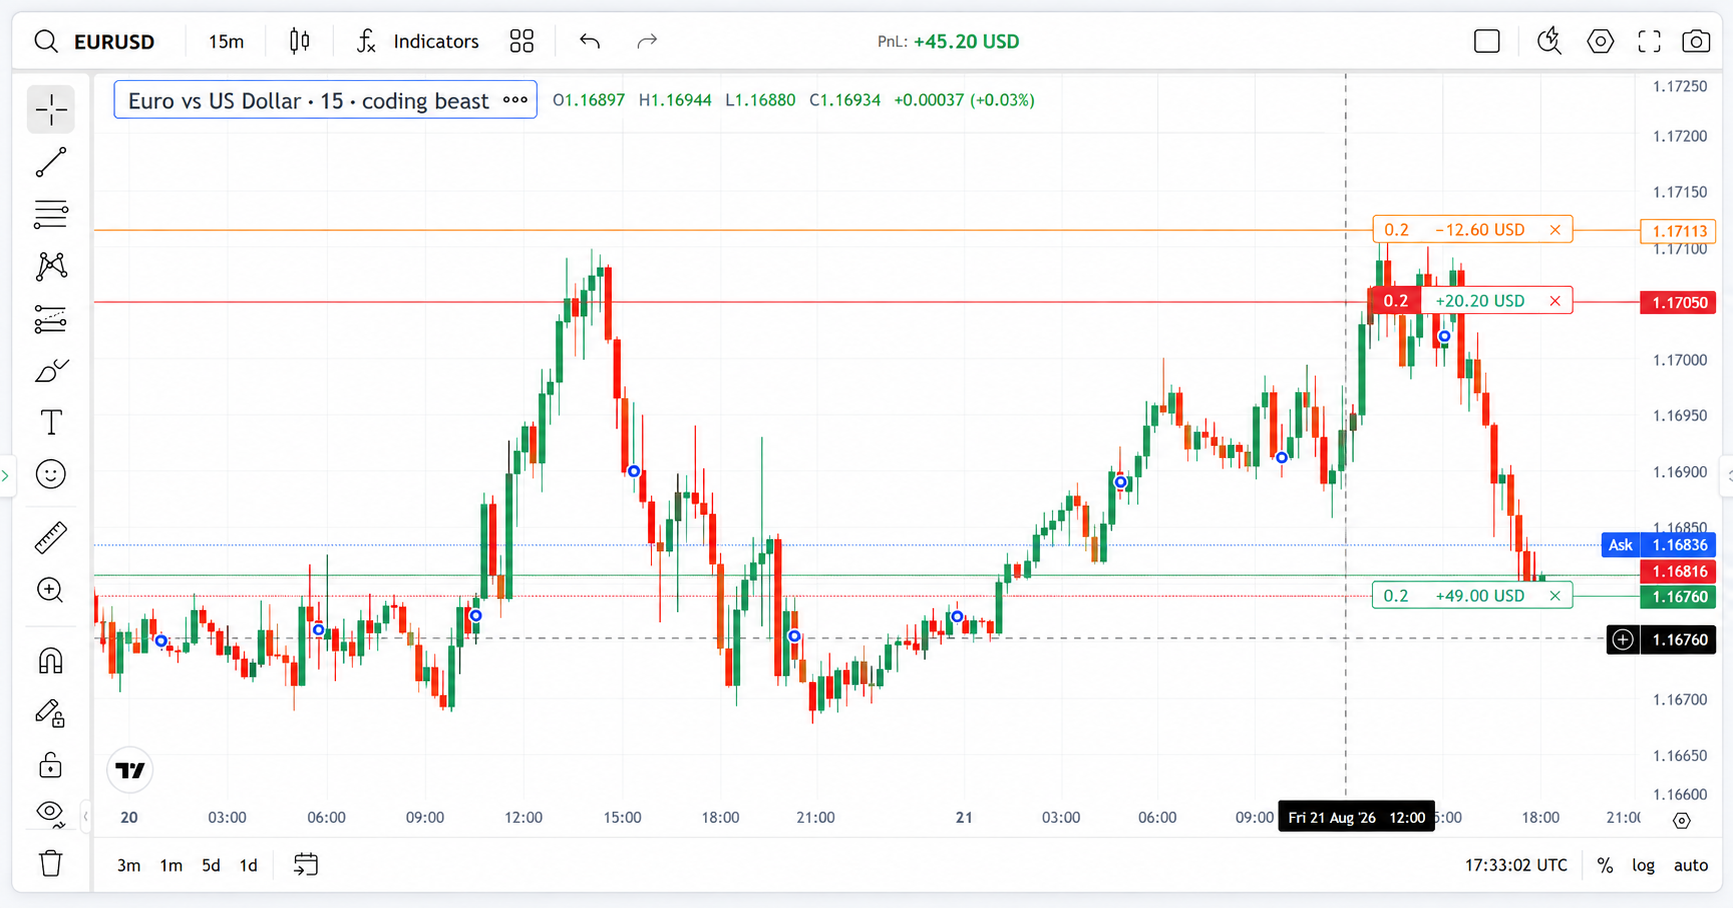 EURUSD 15m Indicators PnL: +45.20 USD
Euro vs US Dollar · 15 · coding beast ••• O1.16897 H1.16944 L1.16880 C1.16934 +0.00037 (+0.03%)
1.17250
1.17200
1.17150
0.2 −12.60 USD × 1.17113
1.17100
0.2 +20.20 USD × 1.17050
1.17000
1.16950
1.16900
1.16850
Ask 1.16836
1.16816
0.2 +49.00 USD × 1.16760
1.16760
1.16700
1.16650
1.16600
20 03:00 06:00 09:00 12:00 15:00 18:00 21:00 21 03:00 06:00 09:00 Fri 21 Aug '26 12:00 18:00
3m 1m 5d 1d 17:33:02 UTC % log auto